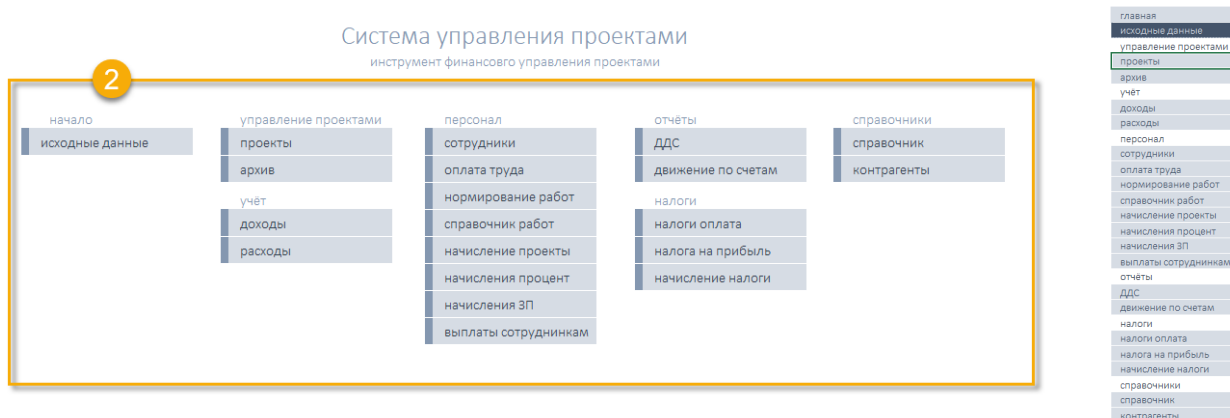 Система управления проектами
инструмент финансовго управления проектами
2
начало
исходные данные
управление проектами
проекты
архив
учёт
доходы
расходы
персонал
сотрудники
оплата труда
нормирование работ
справочник работ
начисление проекты
начисления процент
начисления ЗП
выплаты сотруднинкам
отчёты
ДДС
движение по счетам
налоги
налоги оплата
налога на прибыль
начисление налоги
справочники
справочник
контрагенты
главная
исходные данные
управление проектами
проекты
архив
учёт
доходы
расходы
персонал
сотрудники
оплата труда
нормирование работ
справочник работ
начисление проекты
начисления процент
начисления ЗП
выплаты сотруднинкам
отчёты
ДДС
движение по счетам
налоги
налоги оплата
налога на прибыль
начисление налоги
справочники
справочник
контрагенты